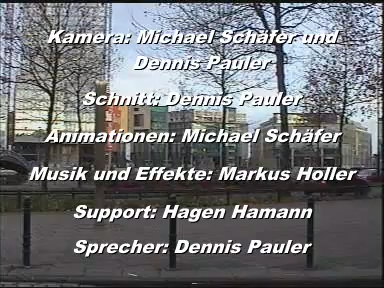 Kamera: Michael Schäfer und
Dennis Pauler
Schnitt: Dennis Pauler
Animationen: Michael Schäfer
Musik und Effekte: Markus Holler
Support: Hagen Hamann
Sprecher: Dennis Pauler